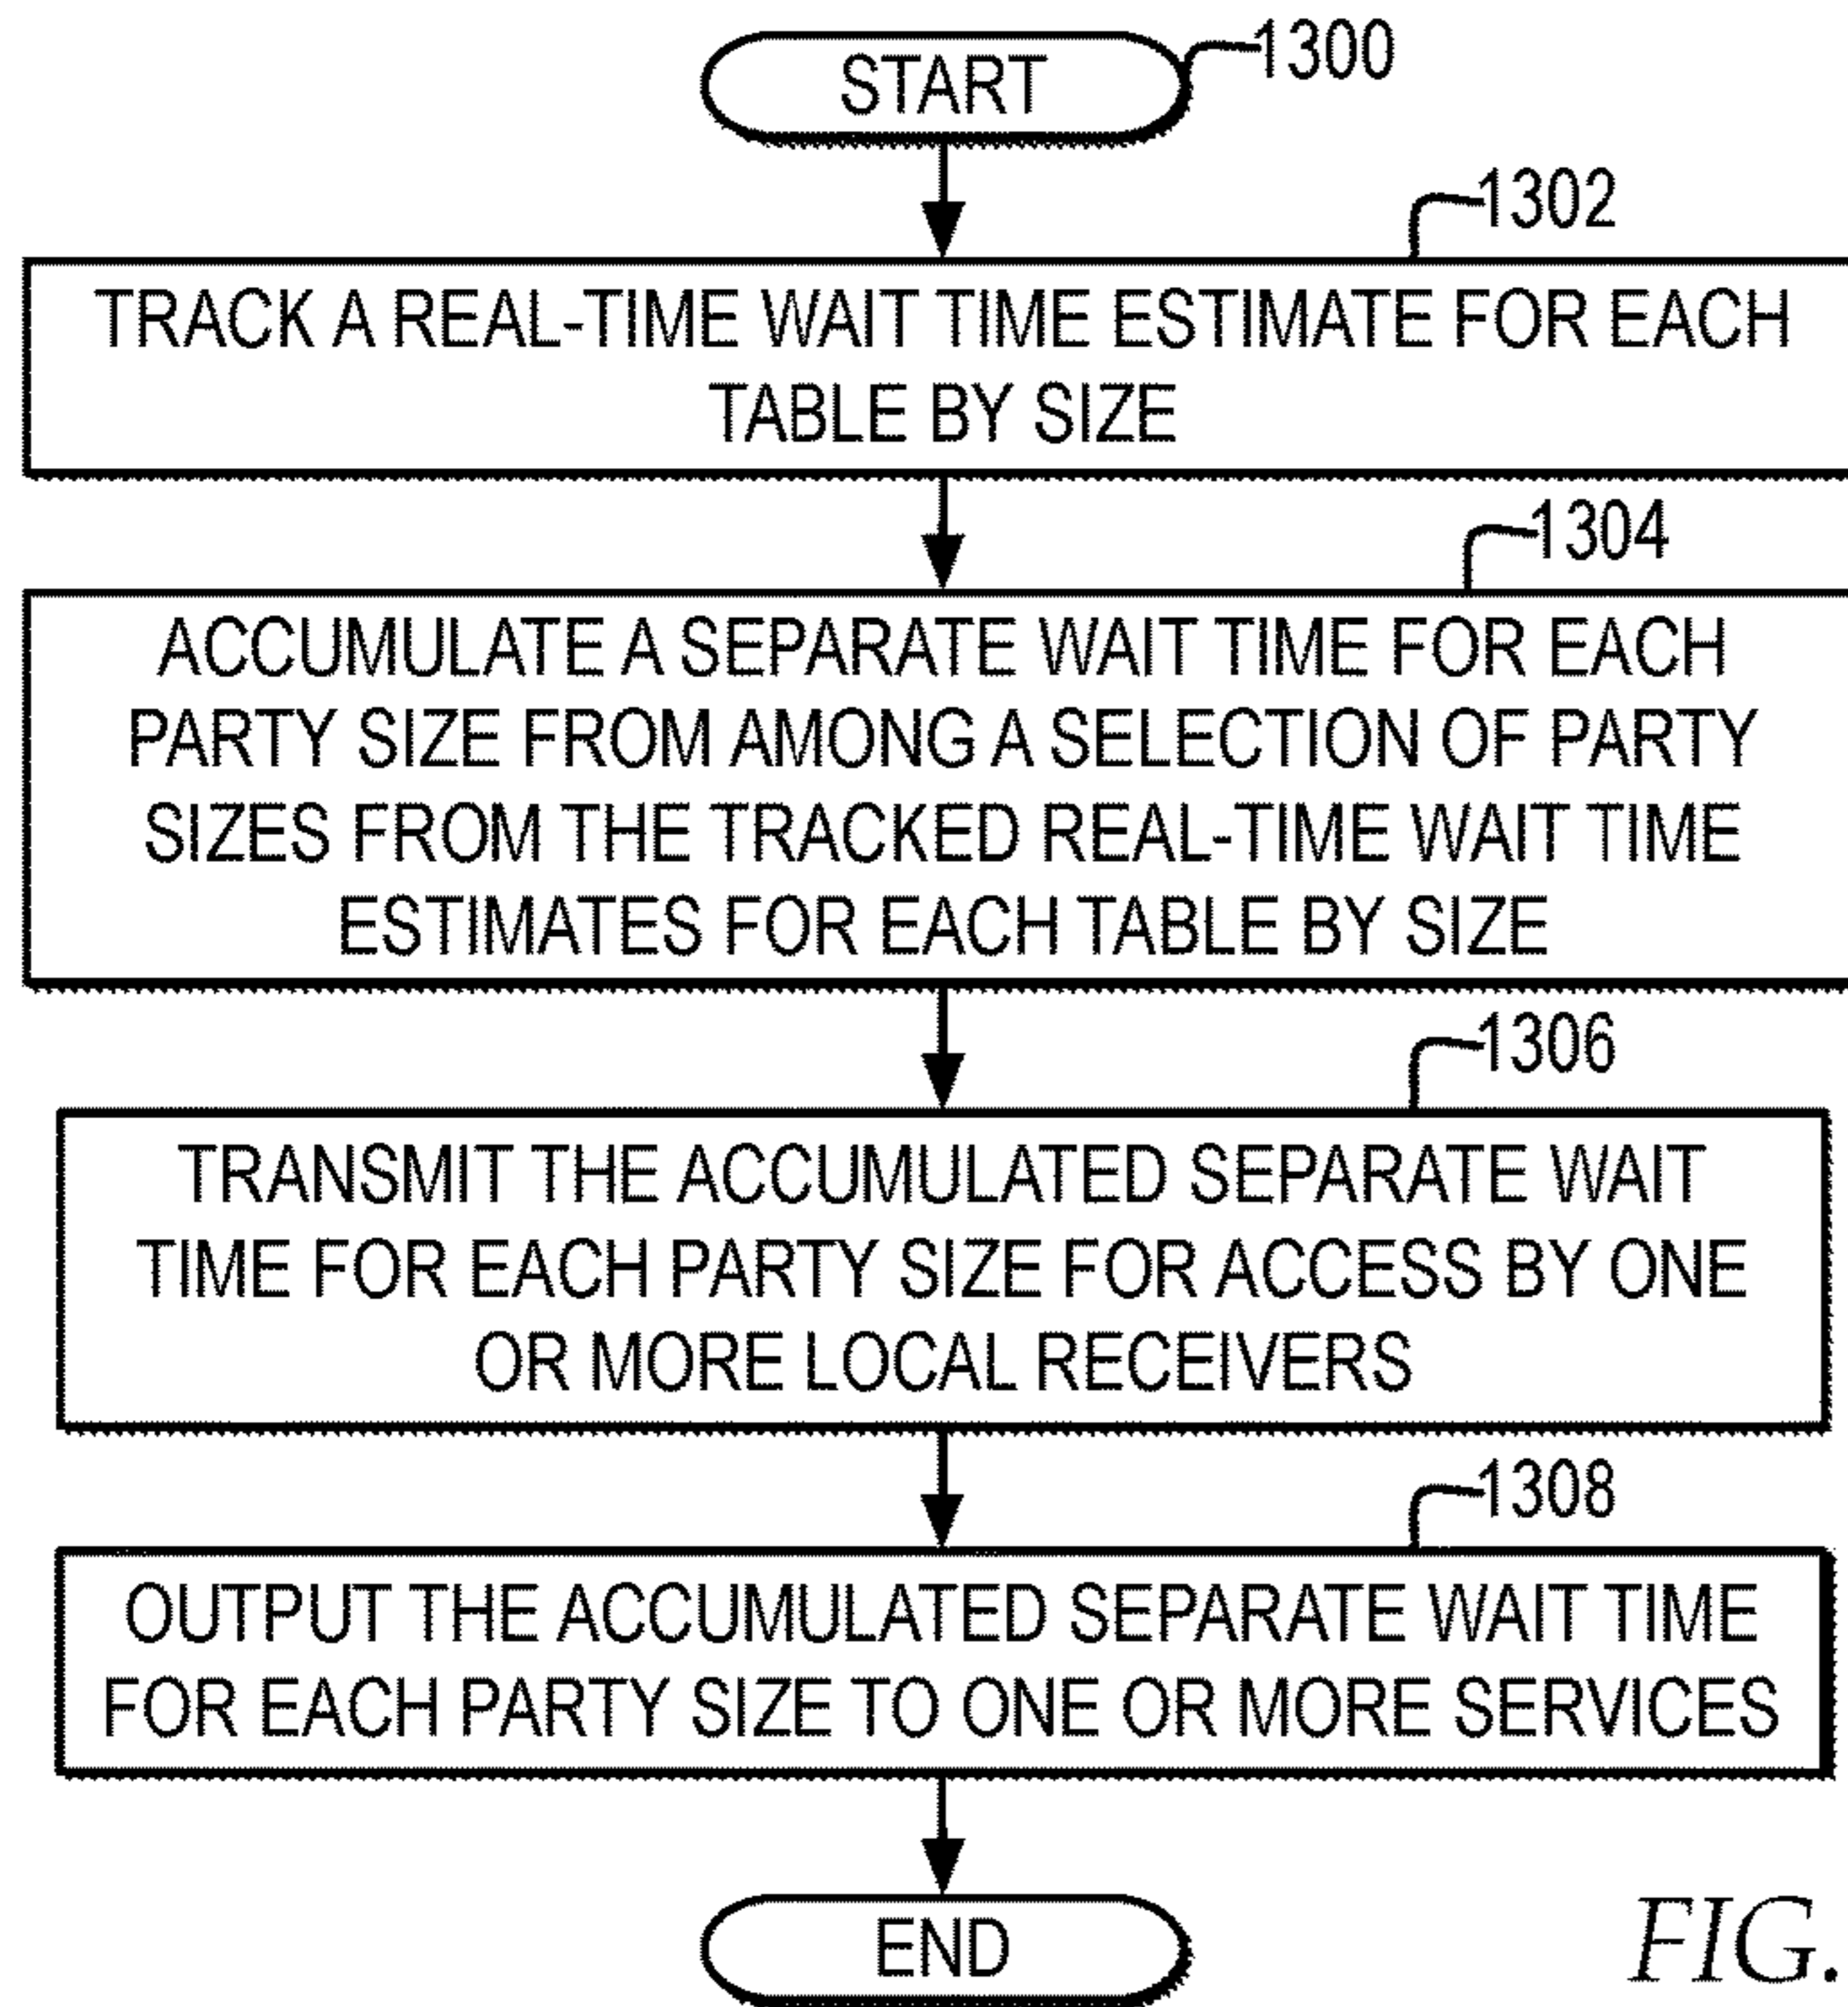 START
1300
1302
TRACK A REAL-TIME WAIT TIME ESTIMATE FOR EACH
TABLE BY SIZE
1304
ACCUMULATE A SEPARATE WAIT TIME FOR EACH
PARTY SIZE FROM AMONG A SELECTION OF PARTY
SIZES FROM THE TRACKED REAL-TIME WAIT TIME
ESTIMATES FOR EACH TABLE BY SIZE
1306
TRANSMIT THE ACCUMULATED SEPARATE WAIT
TIME FOR EACH PARTY SIZE FOR ACCESS BY ONE
OR MORE LOCAL RECEIVERS
1308
OUTPUT THE ACCUMULATED SEPARATE WAIT TIME
FOR EACH PARTY SIZE TO ONE OR MORE SERVICES
END
FIG.